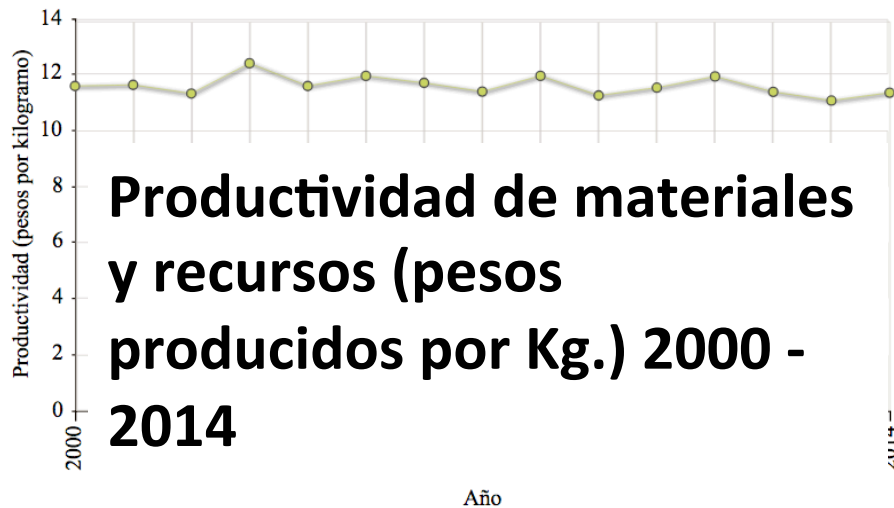 14
12
10
8
6
4
2
0
Productividad (pesos por kilogramo)
Productividad de materiales
y recursos (pesos
producidos por Kg.) 2000 -
2014
2000
Año